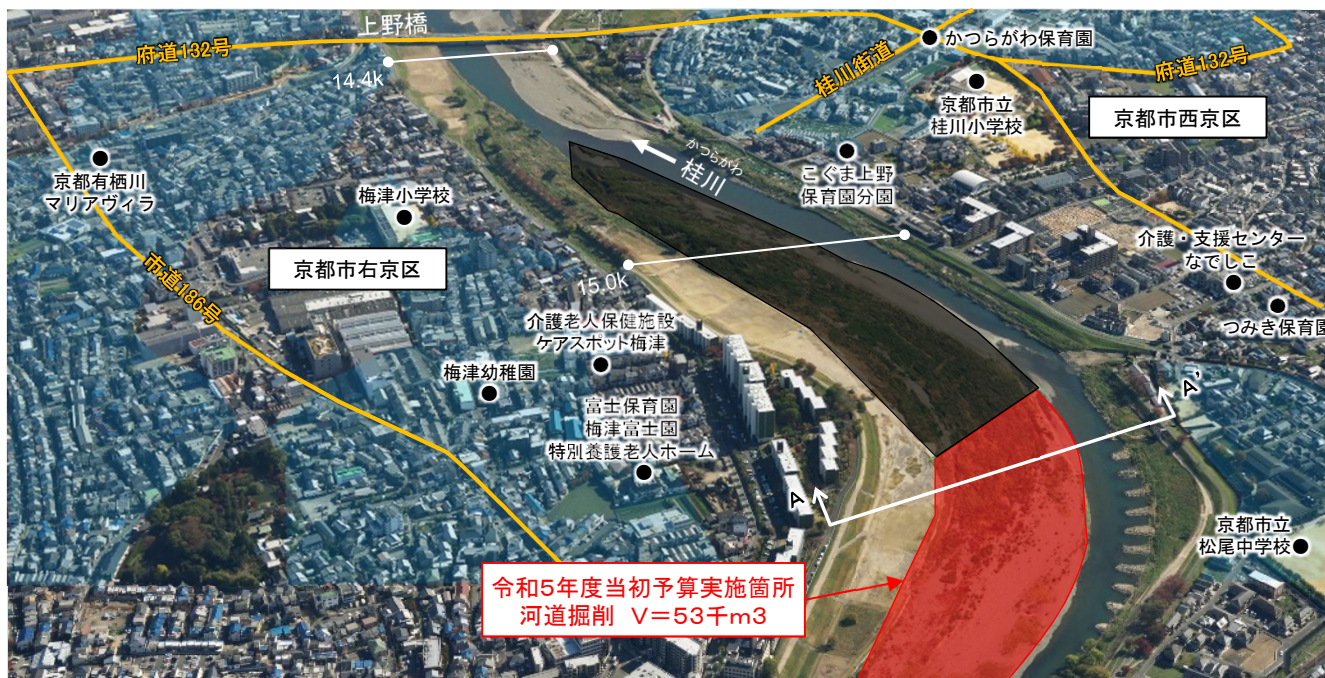 上野橋
府道132号
14.4k
かつらがわ保育園
桂川街道
府道132号
京都市立
桂川小学校
京都市西京区
かつらがわ
桂川
こぐま上野
保育園分園
京都有栖川
マリアヴィラ
梅津小学校
京都市右京区
市道186号
15.0k
介護・支援センター
なでしこ
つみき保育園
介護老人保健施設
ケアスポット梅津
梅津幼稚園
富士保育園
梅津富士園
特別養護老人ホーム
A
A'
京都市立
松尾中学校
令和5年度当初予算実施箇所
河道掘削 V=53千m3